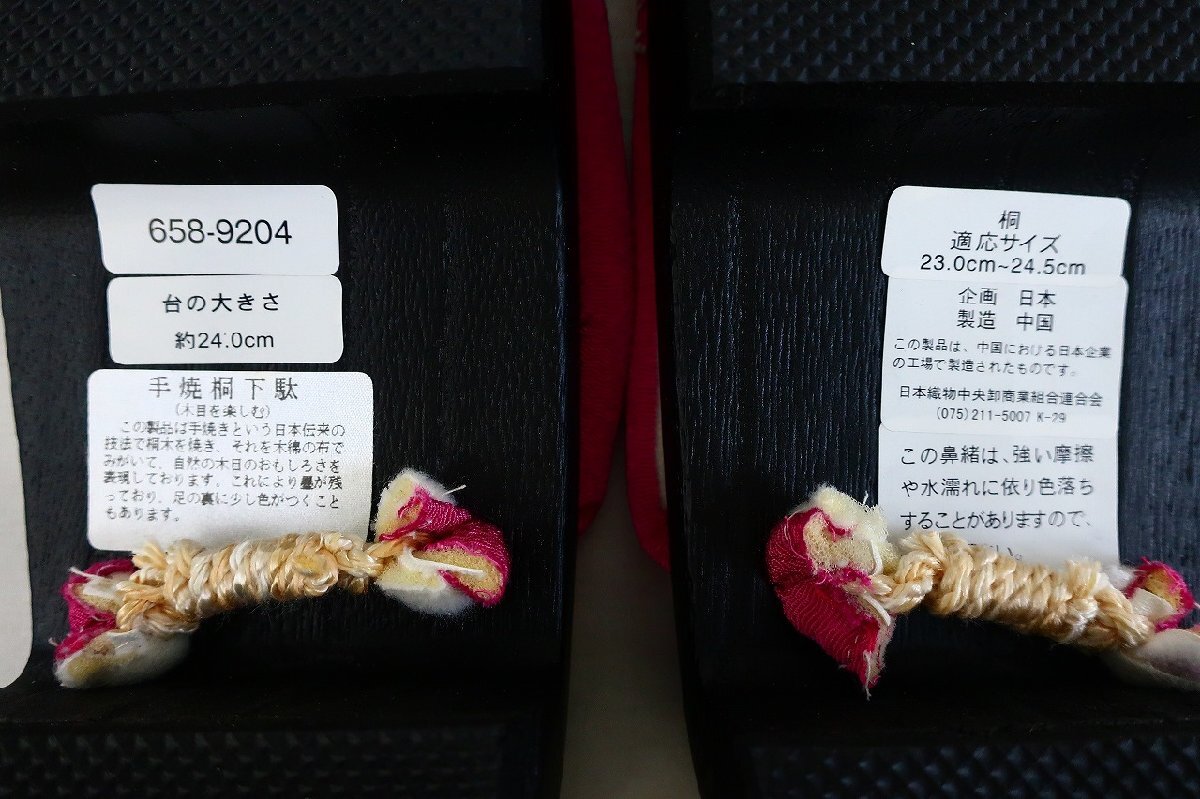 658-9204
台の大きさ
約24.0cm
手焼桐下駄
(木目を楽しむ)
この製品は手焼きという日本伝来の
技法で桐木を焼き、それを木綿の布で
みがいて、自然の木目のおもしろさを
表現しております。これにより墨が残
っており、足の裏に少し色がつくこと
もあります。
桐
適応サイズ
23.0cm~24.5cm
企画 日本
製造 中国
この製品は、中国における日本企業
の工場で製造されたものです。
日本織物中央卸商業組合連合会
(075)211-5007 K-29
この鼻緒は、強い摩擦
や水濡れに依り色落ち
することがありますので、
い。